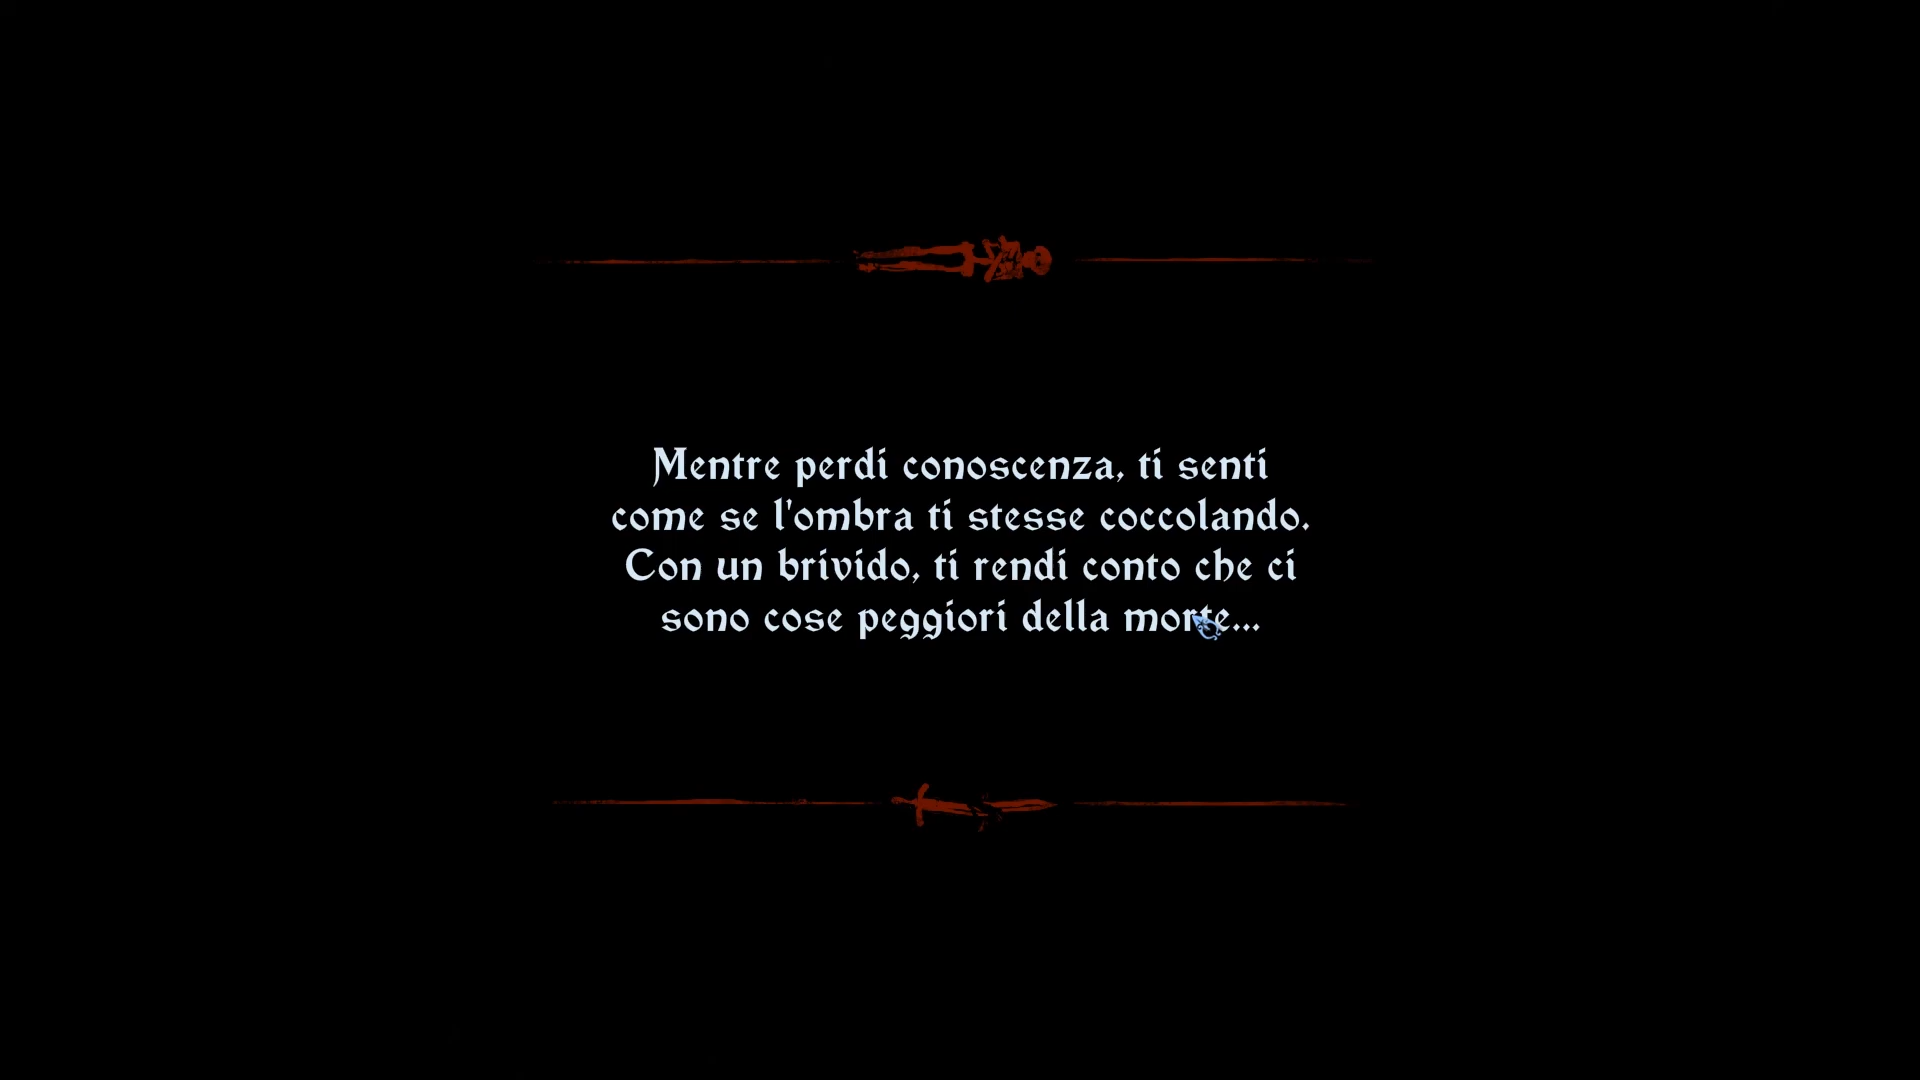 Mentre perdi conoscenza, ti senti
come se l'ombra ti stesse coccolando.
Con un brivido, ti rendi conto che ci
sono cose peggiori della morte...